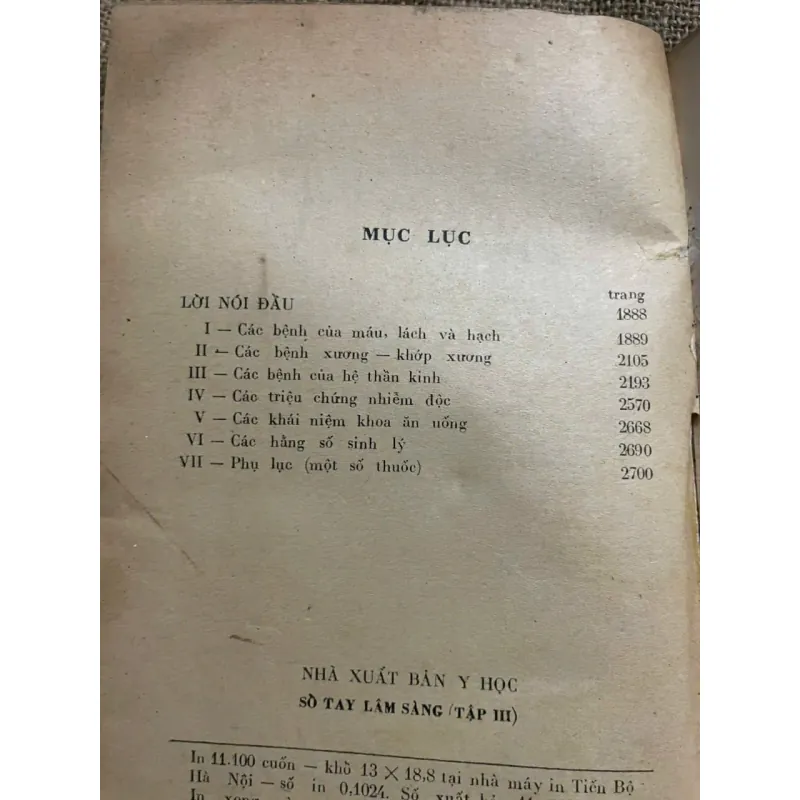 MỤC LỤC
trang
LỜI NÓI ĐẦU 1888
I — Các bệnh của máu, lách và hạch 1889
II — Các bệnh xương — khớp xương 2105
III — Các bệnh của hệ thần kinh 2193
IV — Các triệu chứng nhiễm độc 2570
V — Các khái niệm khoa ăn uống 2668
VI — Các hằng số sinh lý 2690
VII — Phụ lục (một số thuốc) 2700
NHÀ XUẤT BẢN Y HỌC
SỔ TAY LÂM SÀNG (TẬP III)
In 11.100 cuốn — khổ 13 × 18,8 tại nhà máy in Tiến Bộ
Hà Nội — số in 0,1024. Số xuất
In xong